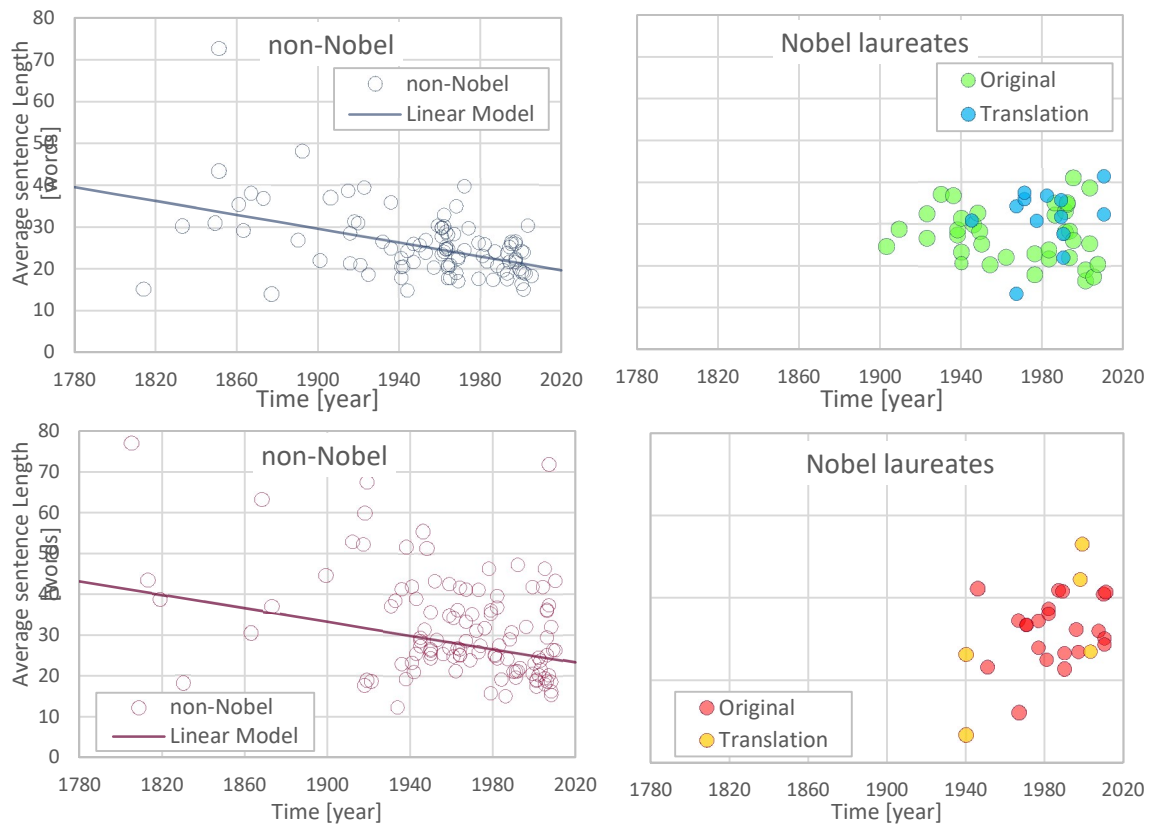 non-Nobel
non-Nobel
Linear Model
Average sentence Length
[words]
80
70
60
50
40
30
20
10
0
1780 1820 1860 1900 1940 1980 2020
Time [year]
Nobel laureates
Original
Translation
1780 1820 1860 1900 1940 1980 2020
Time [year]
non-Nobel
non-Nobel
Linear Model
Average sentence Length
[words]
80
70
60
50
40
30
20
10
0
1780 1820 1860 1900 1940 1980 2020
Time [year]
Nobel laureates
Original
Translation
1780 1820 1860 1900 1940 1980 2020
Time [year]